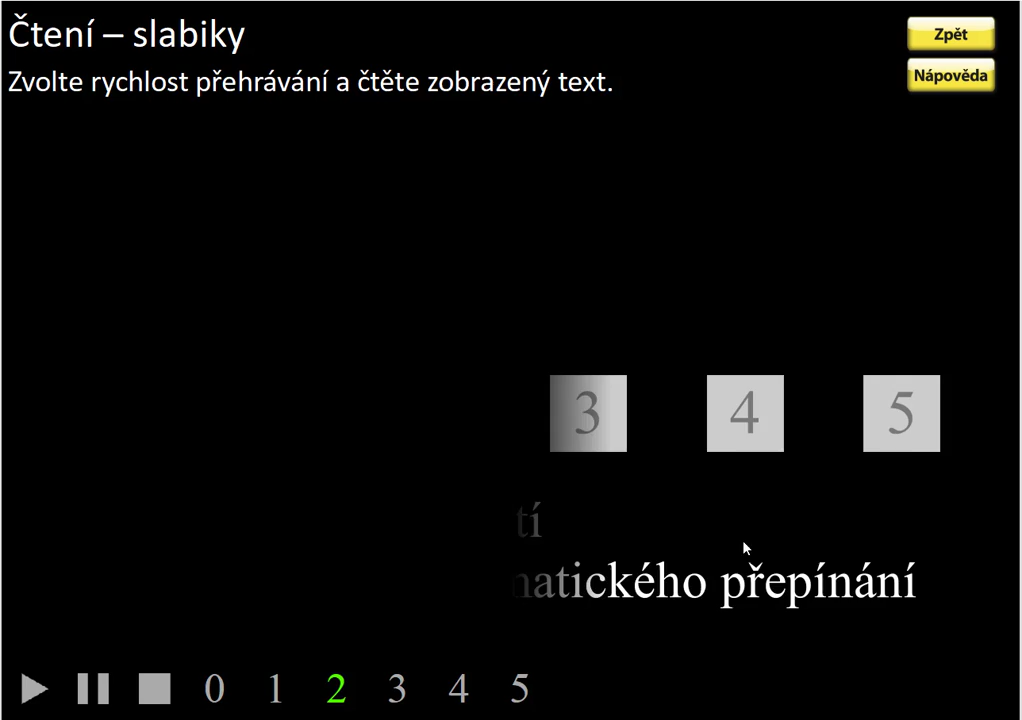 Čtení – slabiky
Zpět
Zvolte rychlost přehrávání a čtěte zobrazený text.
Nápověda
3 4 5
tí
matického přepínání
0 1 2 3 4 5